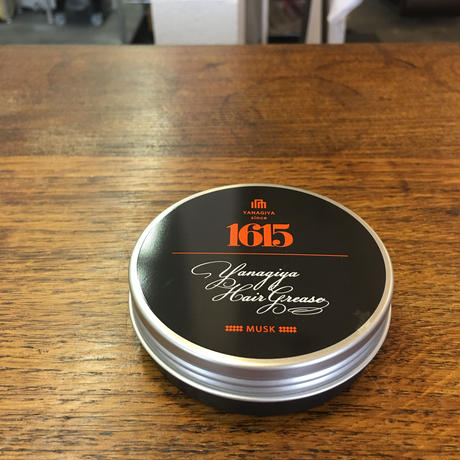 YANAGIYA
since
1615
Yanagiya
Hair Grease
MUSK